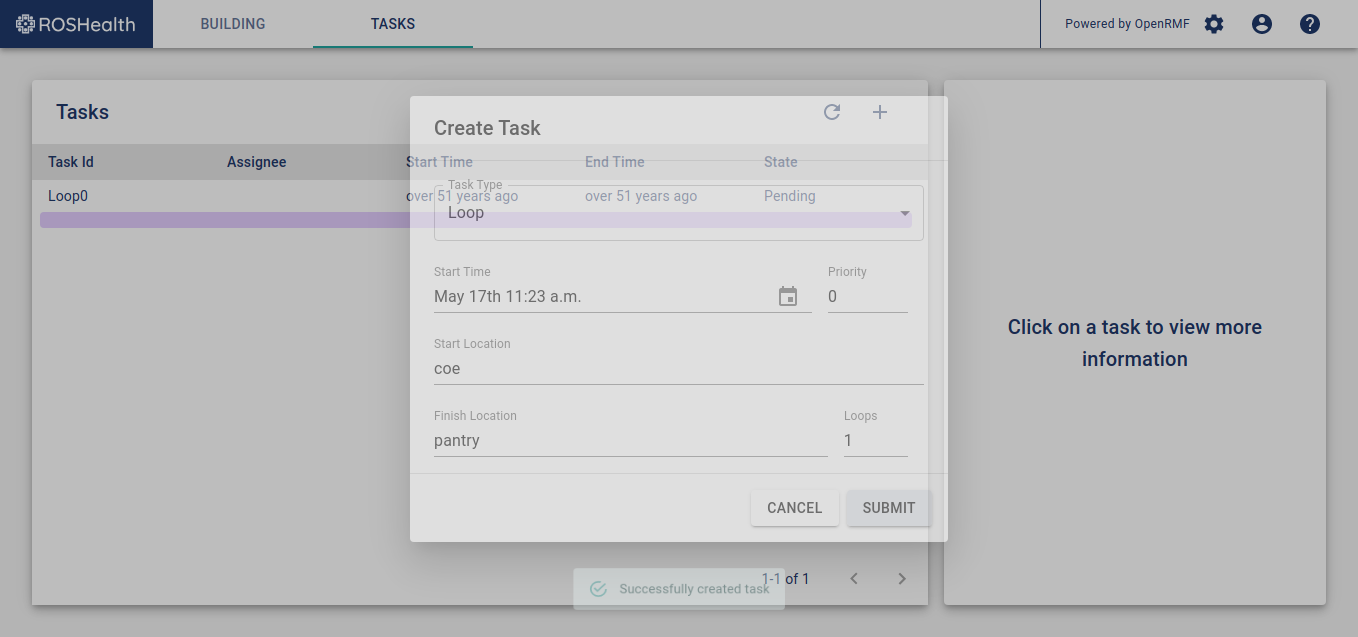 ROSHealth
BUILDING
TASKS
Powered by OpenRMF
Tasks
Create Task
Task Id Assignee Start Time End Time State
Task Type
Loop0 over 51 years ago over 51 years ago Pending
Loop
Start Time Priority
May 17th 11:23 a.m. 0
Start Location
coe
Finish Location Loops
pantry 1
CANCEL SUBMIT
1-1 of 1
Successfully created task
Click on a task to view more
information